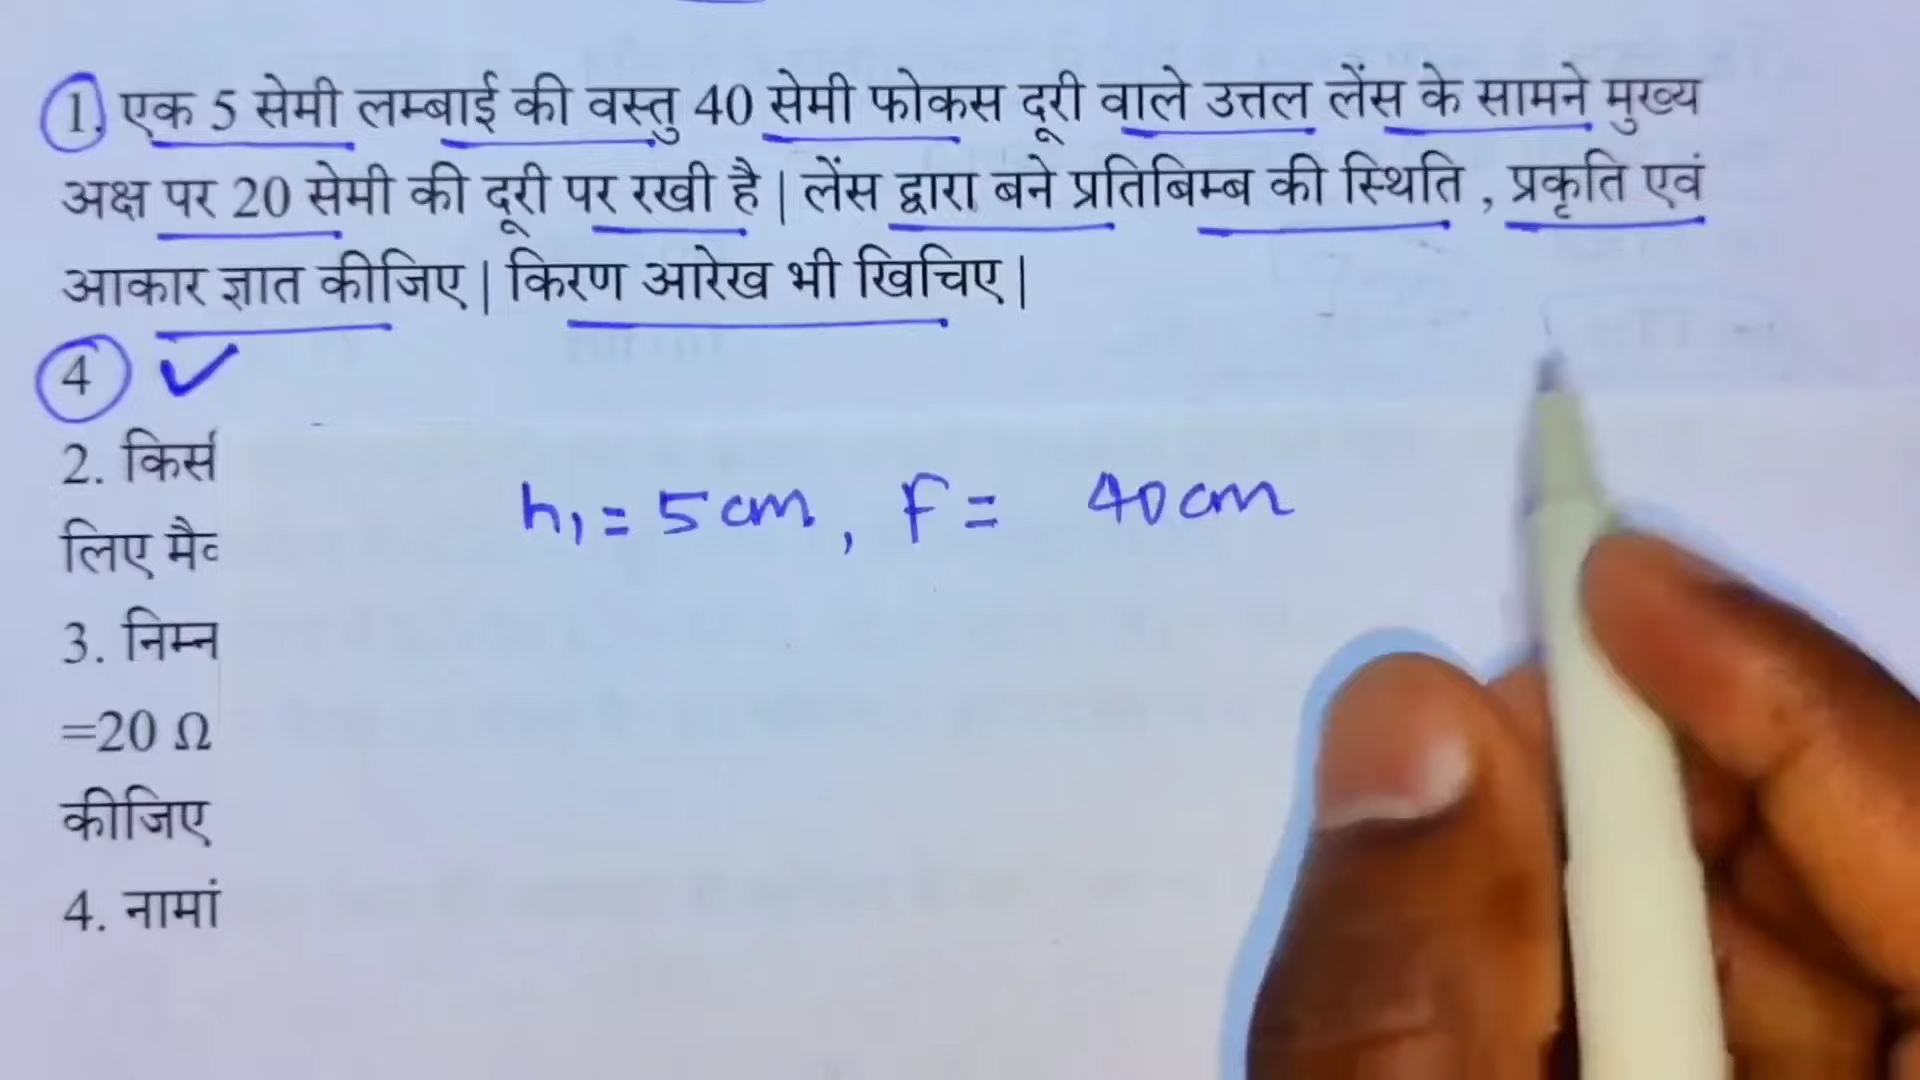 1. एक 5 सेमी लम्बाई की वस्तु 40 सेमी फोकस दूरी वाले उत्तल लेंस के सामने मुख्य
अक्ष पर 20 सेमी की दूरी पर रखी है | लेंस द्वारा बने प्रतिबिम्ब की स्थिति , प्रकृति एवं
आकार ज्ञात कीजिए | किरण आरेख भी खिचिए |
4
2.
h₁ = 5 cm, F = 40 cm
लिए
3. निम्न
=20 Ω
कीजिए
4. नामां